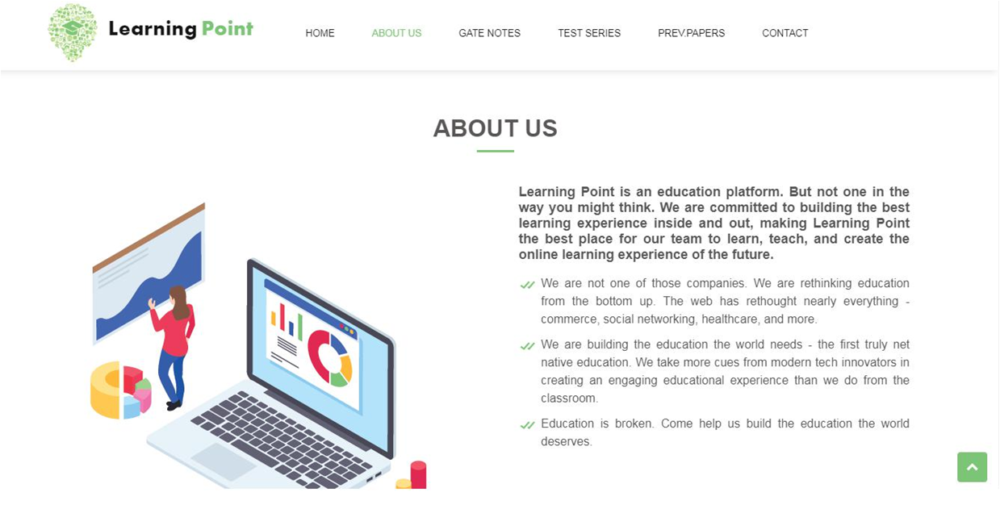 Learning Point
HOME
ABOUT US
GATE NOTES
TEST SERIES
PREV.PAPERS
CONTACT
ABOUT US
Learning Point is an education platform. But not one in the
way you might think. We are committed to building the best
learning experience inside and out, making Learning Point
the best place for our team to learn, teach, and create the
online learning experience of the future.
We are not one of those companies. We are rethinking education
from the bottom up. The web has rethought nearly everything -
commerce, social networking, healthcare, and more.
We are building the education the world needs - the first truly net
native education. We take more cues from modern tech innovators in
creating an engaging educational experience than we do from the
classroom.
Education is broken. Come help us build the education the world
deserves.